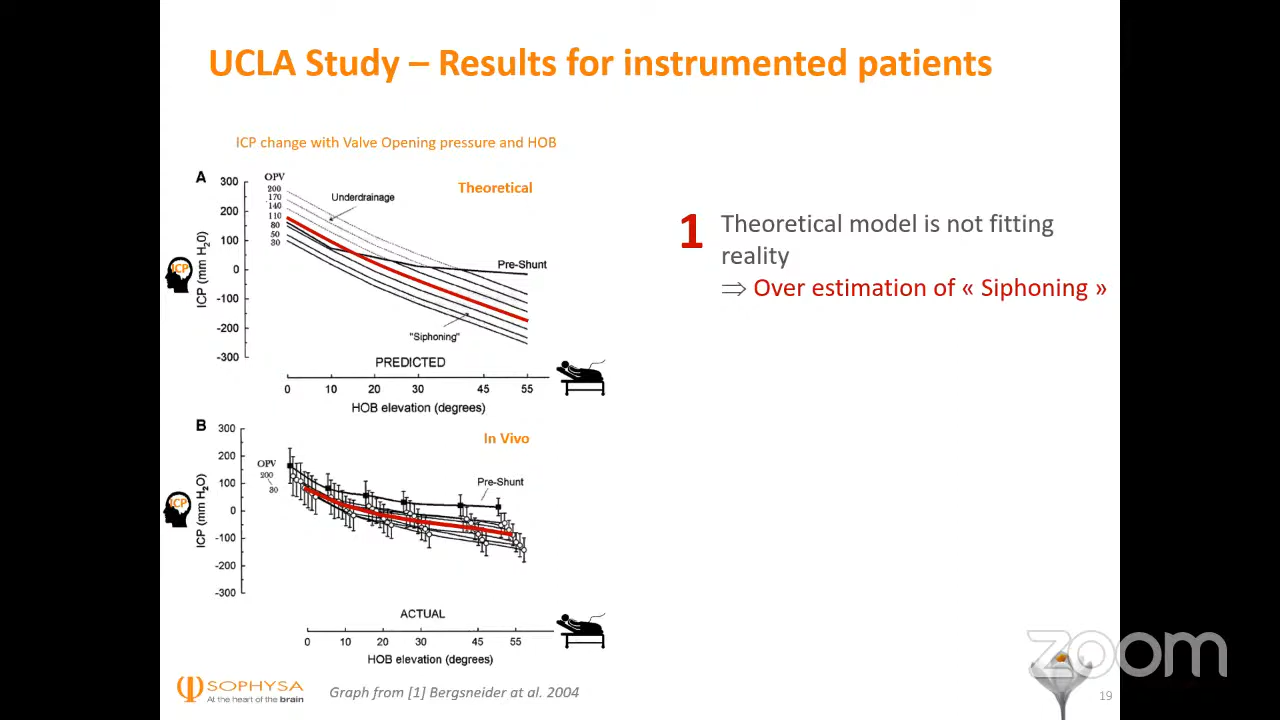 UCLA Study – Results for instrumented patients
ICP change with Valve Opening pressure and HOB
A
Theoretical
OPV
200
170
140
110
80
50
30
300
200
100
0
-100
-200
-300
ICP (mm H20)
ICP
Underdrainage
Pre-Shunt
"Siphoning"
PREDICTED
0 10 20 30 45 55
HOB elevation (degrees)
B
In Vivo
OPV
200
30
300
200
100
0
-100
-200
-300
ICP (mm H2O)
ICP
Pre-Shunt
ACTUAL
0 10 20 30 45 55
HOB elevation (degrees)
1
Theoretical model is not fitting
reality
⇒ Over estimation of « Siphoning »
SOPHYSA
At the heart of the brain
Graph from [1] Bergsneider at al. 2004
zoom
19